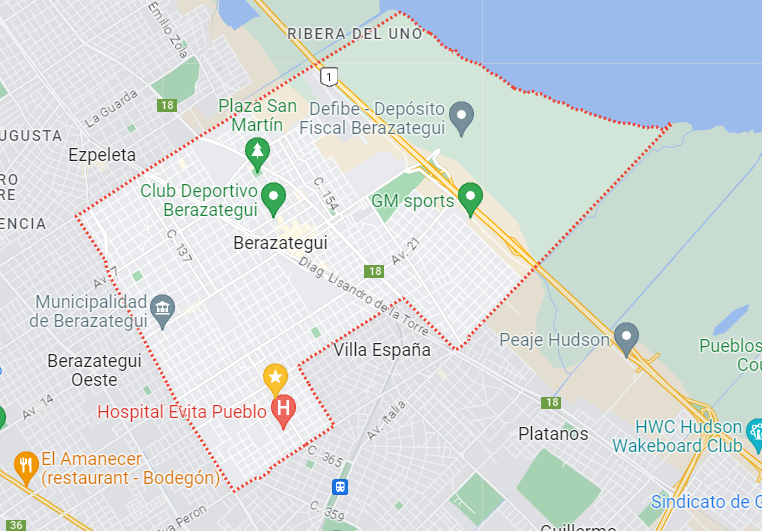 Emilio Zola
RIBERA DEL UNO
1
La Guarda
18
Plaza San
Martín
Defibe - Depósito
Fiscal Berazategui
AUGUSTA
Ezpeleta
C. 154
Club Deportivo
Berazategui
GM sports
ENCIA
C. 137
Berazategui
Av. 21
18
Av. 7
Diag. Lisandro de la Torre
Municipalidad
de Berazategui
Peaje Hudson
Villa España
Pueblos
Cou
Berazategui
Oeste
Av. 14
Hospital Evita Pueblo
H
Av. Italia
18
Platanos
HWC Hudson
Wakeboard Club
C. 365
El Amanecer
(restaurant - Bodegón)
Sindicato de G
C. 359
va Peron
36
Guillermo